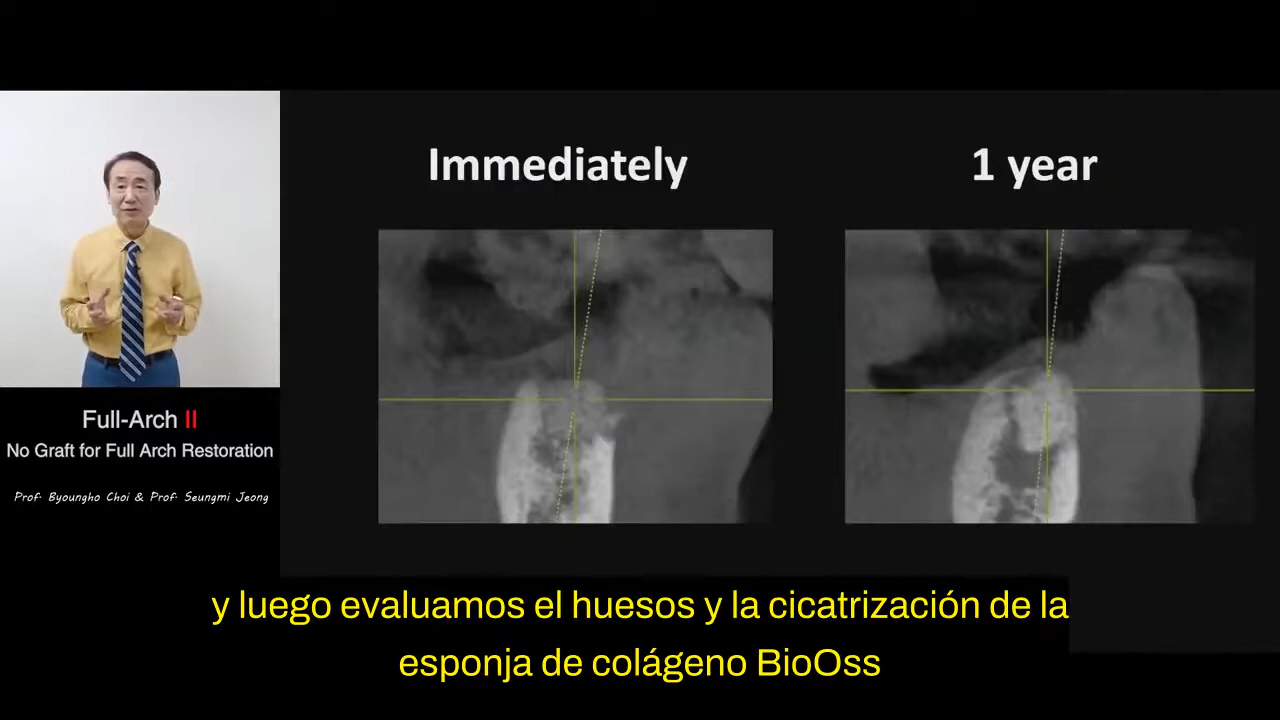 Immediately
1 year
Full-Arch II
No Graft for Full Arch Restoration
Prof. Byoungho Choi & Prof. Seungmi Jeong
y luego evaluamos el huesos y la cicatrización de la
esponja de colágeno BioOss